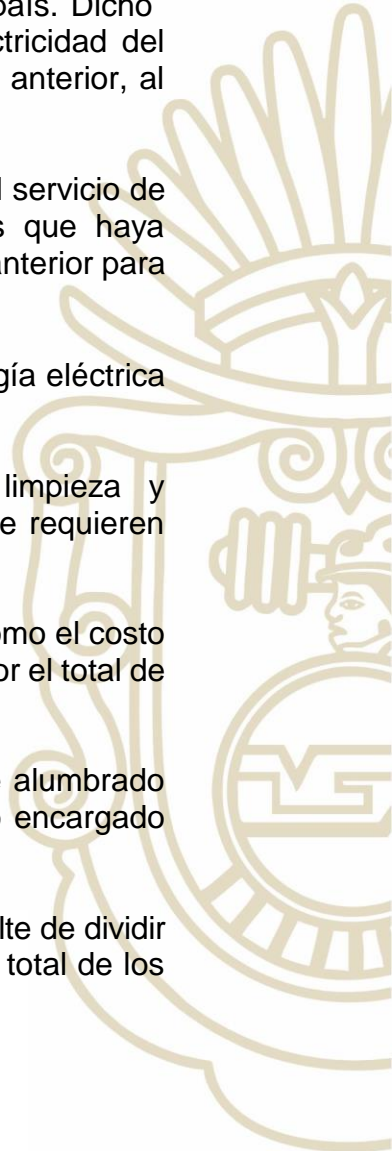 país. Dicho
ctricidad del
anterior, al
l servicio de
s que haya
anterior para
gía eléctrica
limpieza y
e requieren
omo el costo
or el total de
alumbrado
encargado
lte de dividir
total de los